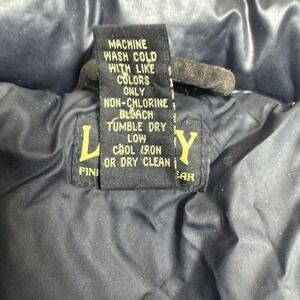 MACHINE
WASH COLD
WITH LIKE
COLORS
ONLY
NON-CHLORINE
BLEACH
TUMBLE DRY
LOW
COOL IRON
OR DRY CLEAN